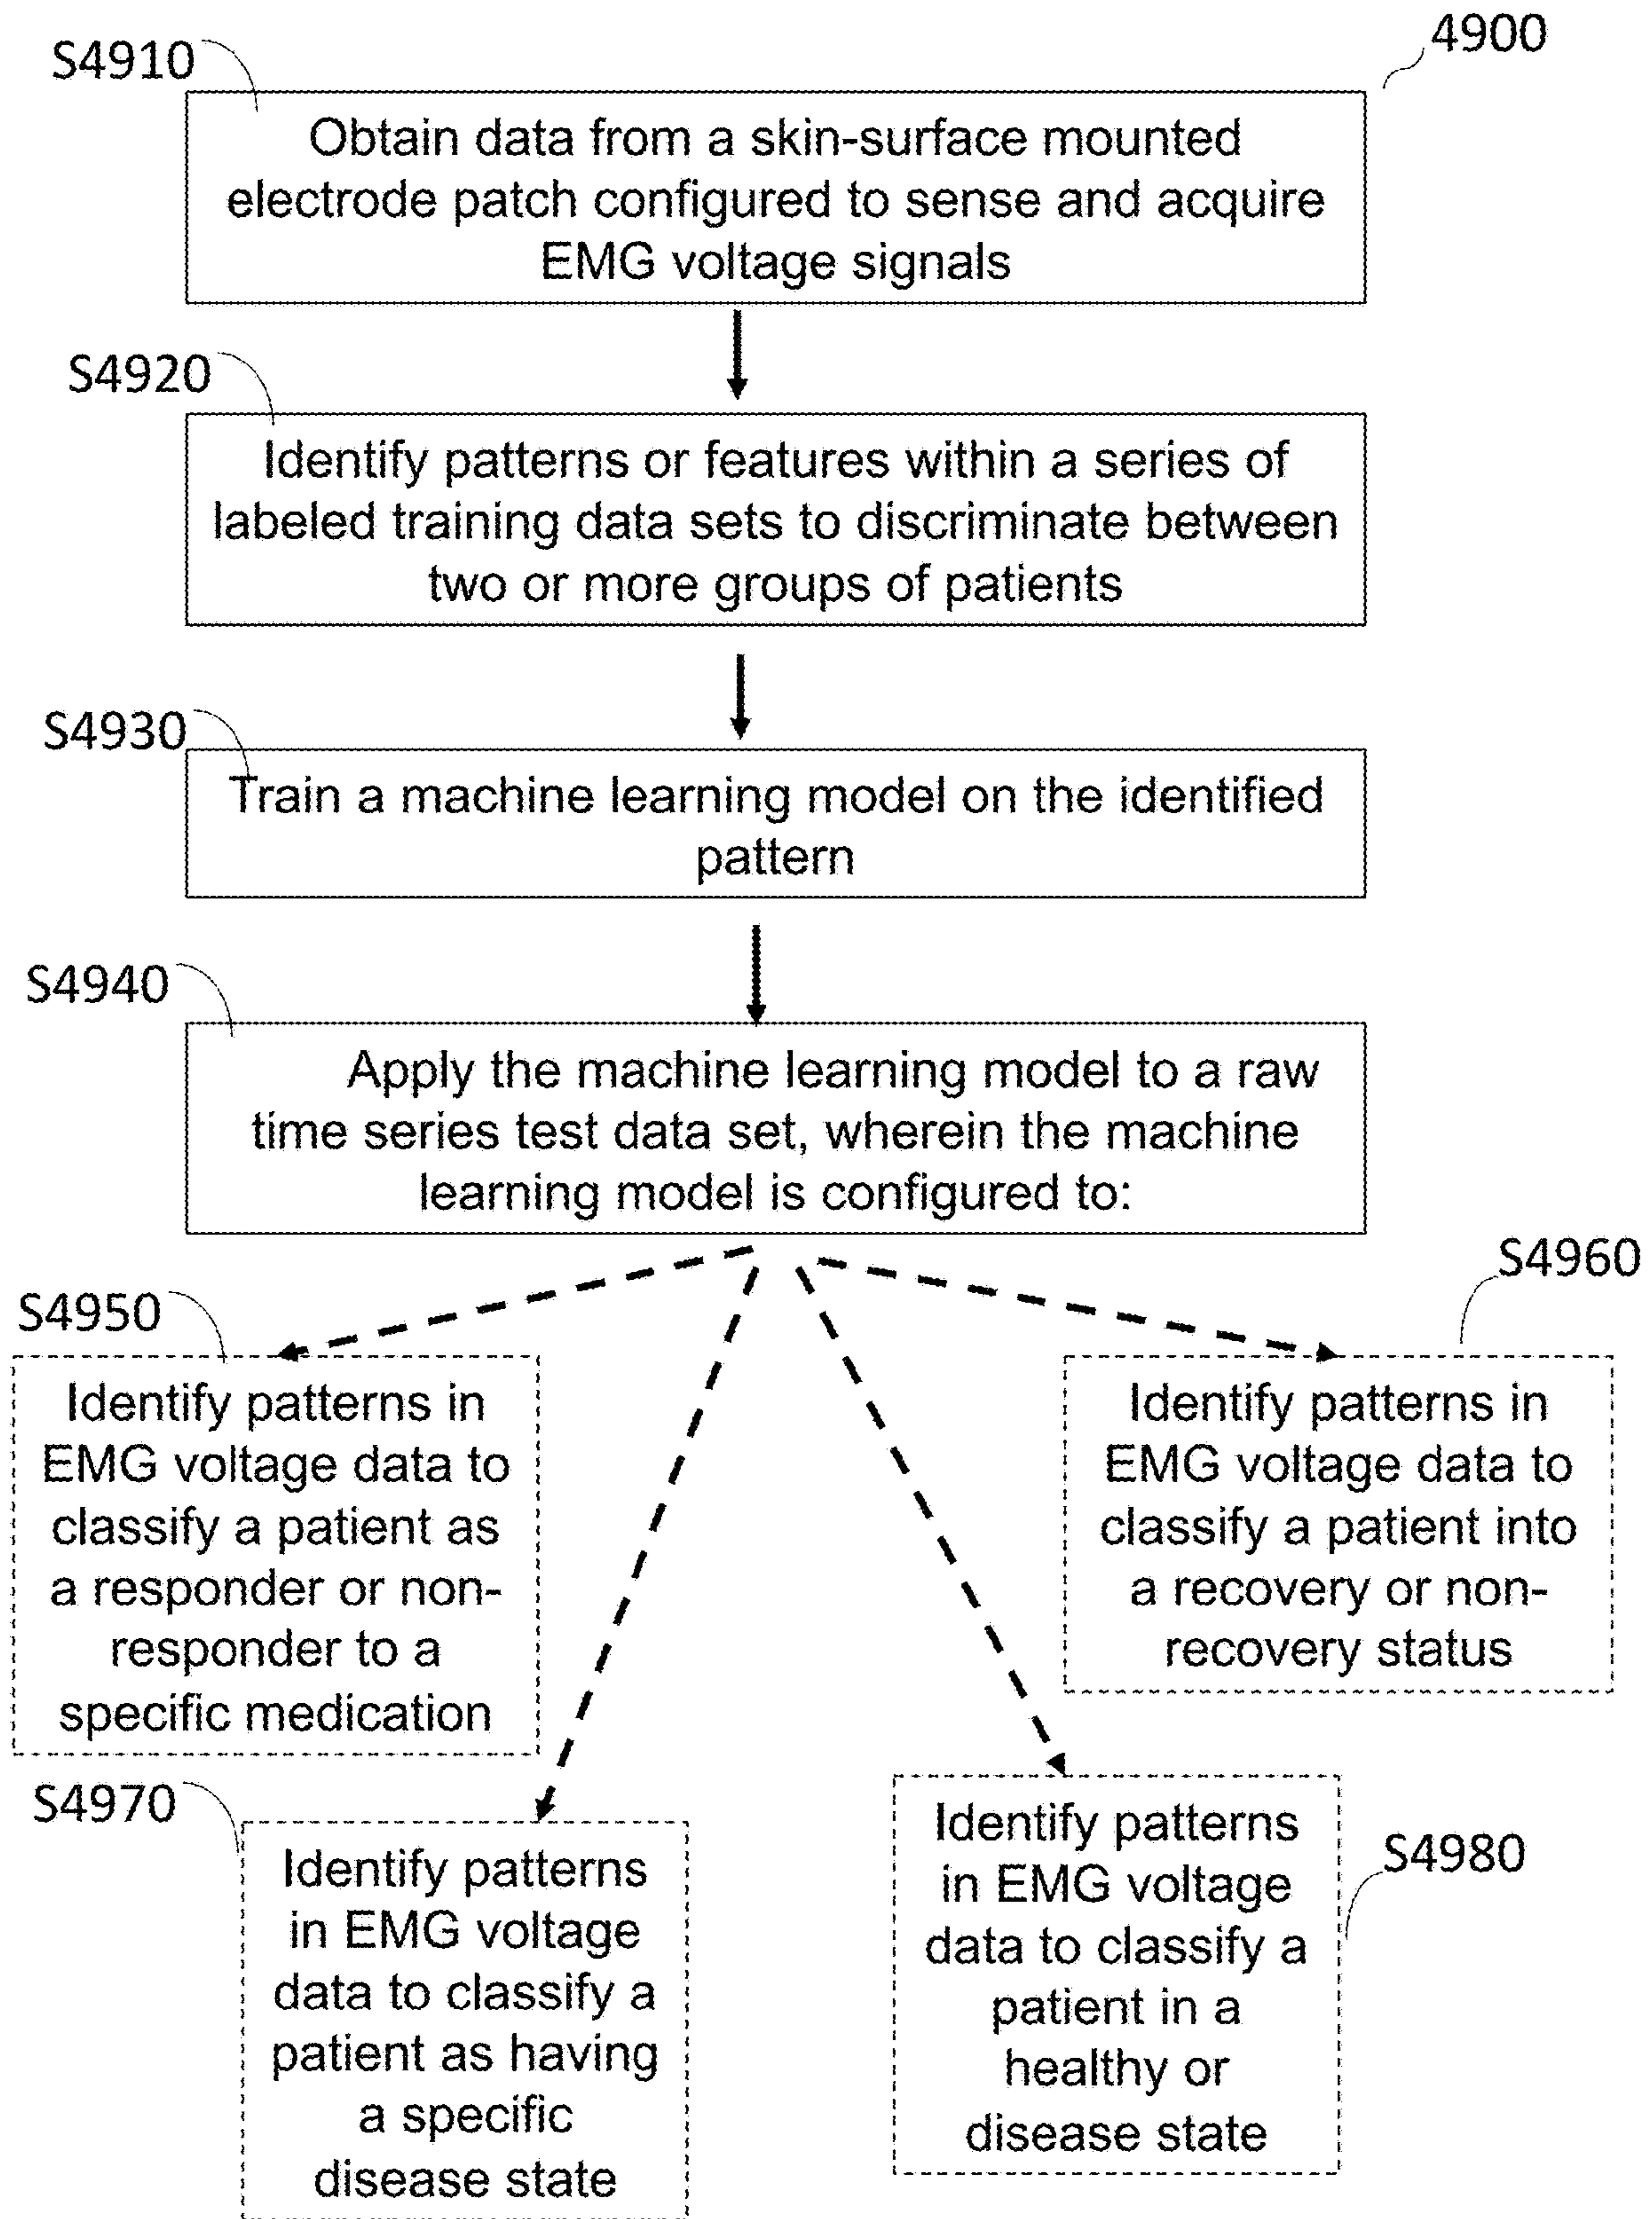 4900
S4910
Obtain data from a skin-surface mounted
electrode patch configured to sense and acquire
EMG voltage signals
S4920
Identify patterns or features within a series of
labeled training data sets to discriminate between
two or more groups of patients
S4930
Train a machine learning model on the identified
pattern
S4940
Apply the machine learning model to a raw
time series test data set, wherein the machine
learning model is configured to:
S4950
Identify patterns in
EMG voltage data to
classify a patient as
a responder or non-
responder to a
specific medication
S4960
Identify patterns in
EMG voltage data to
classify a patient into
a recovery or non-
recovery status
S4970
Identify patterns
in EMG voltage
data to classify a
patient as having
a specific
disease state
S4980
Identify patterns
in EMG voltage
data to classify a
patient in a
healthy or
disease state